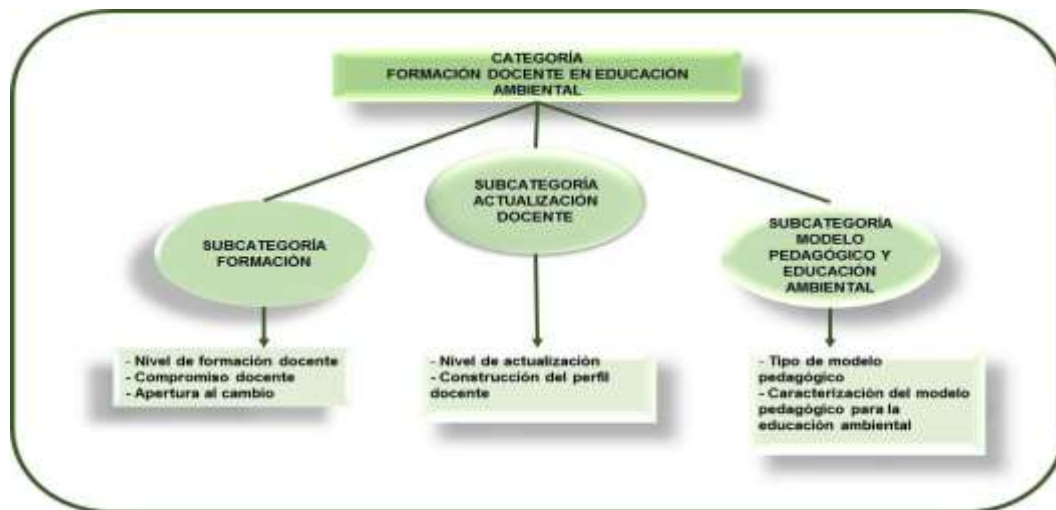 CATEGORÍA
FORMACIÓN DOCENTE EN EDUCACIÓN
AMBIENTAL
SUBCATEGORÍA
FORMACIÓN
SUBCATEGORÍA
ACTUALIZACIÓN
DOCENTE
SUBCATEGORÍA
MODELO
PEDAGÓGICO Y
EDUCACIÓN
AMBIENTAL
- Nivel de formación docente
- Compromiso docente
- Apertura al cambio
- Nivel de actualización
- Construcción del perfil
docente
- Tipo de modelo
pedagógico
- Caracterización del modelo
pedagógico para la
educación ambiental